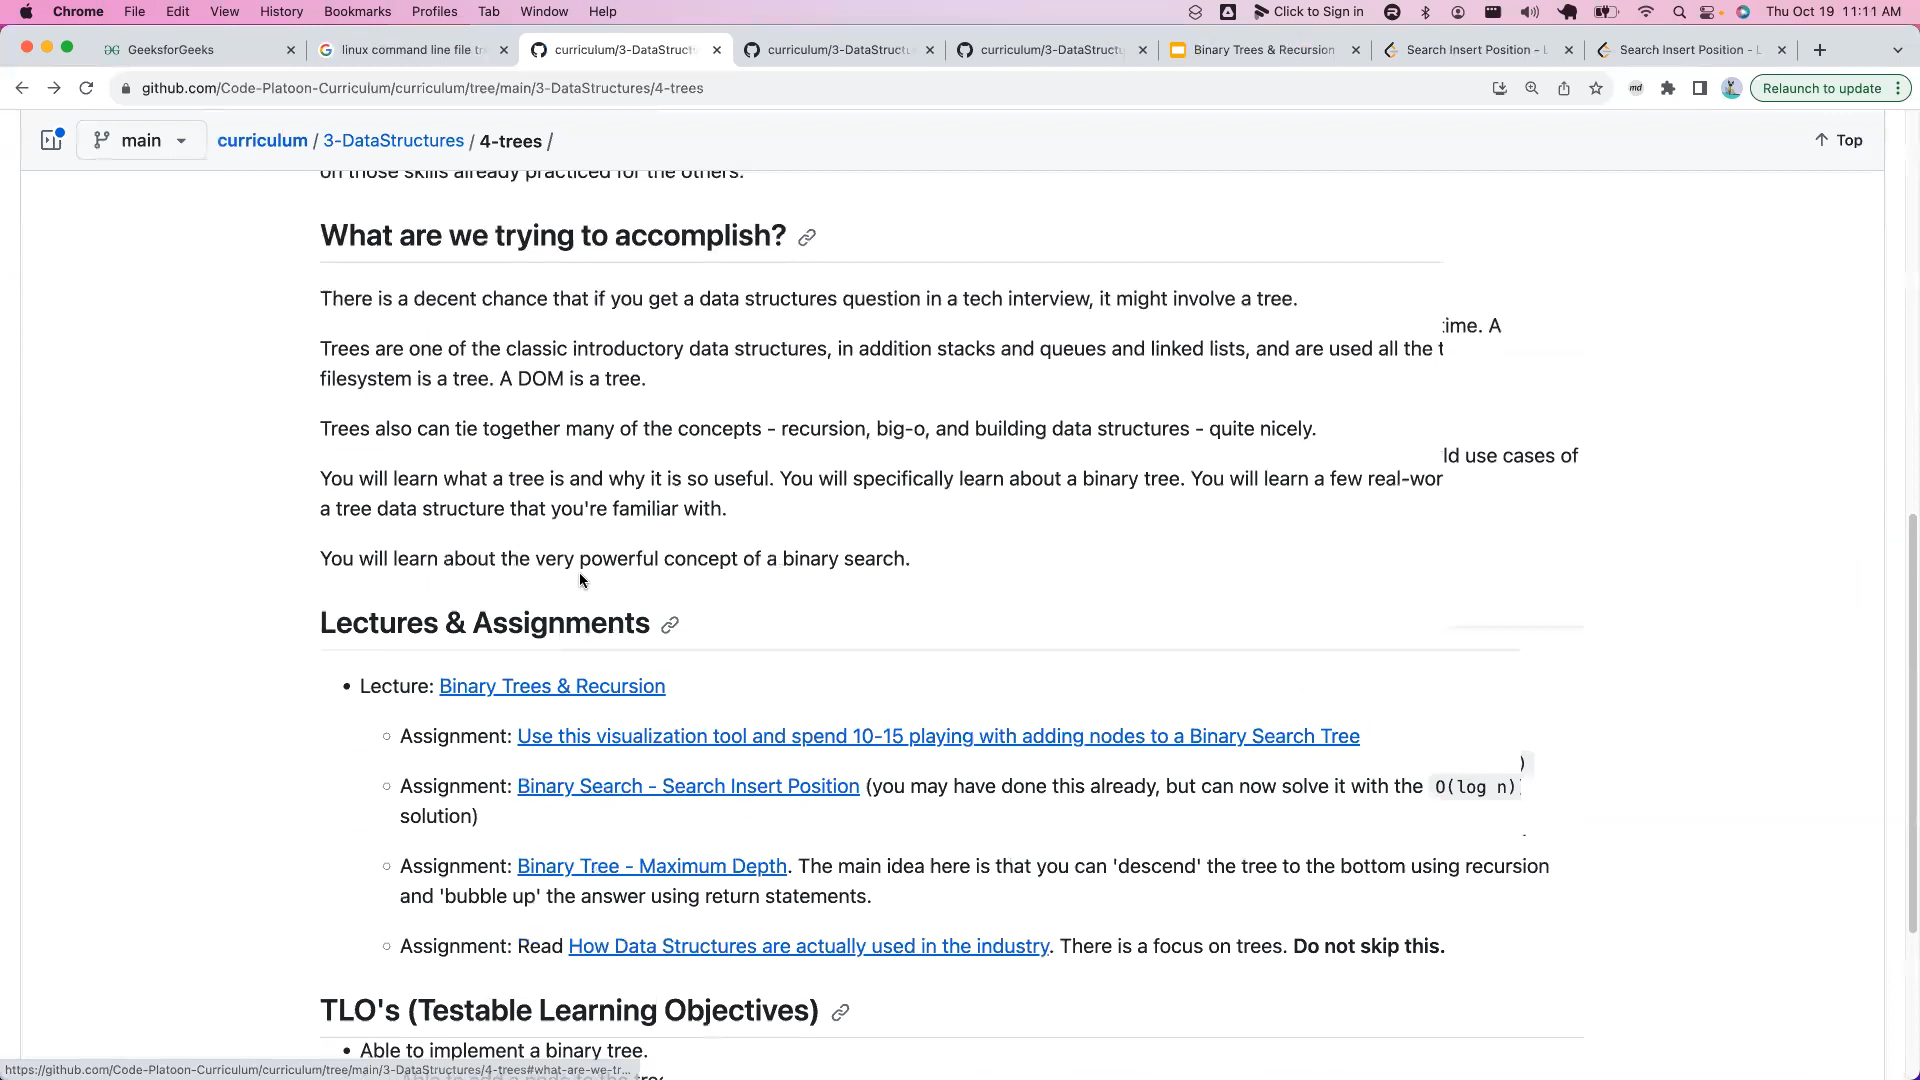 Chrome File Edit View History Bookmarks Profiles Tab Window Help Click to Sign in Thu Oct 19 11:11 AM
GeeksforGeeks linux command line file tr curriculum/3-DataStruct curriculum/3-DataStructu curriculum/3-DataStructu Binary Trees & Recursion Search Insert Position - L Search Insert Position - L
github.com/Code-Platoon-Curriculum/curriculum/tree/main/3-DataStructures/4-trees md Relaunch to update
main curriculum / 3-DataStructures / 4-trees / Top
on those skills already practiced for the others.
What are we trying to accomplish?
There is a decent chance that if you get a data structures question in a tech interview, it might involve a tree.
time. A
Trees are one of the classic introductory data structures, in addition stacks and queues and linked lists, and are used all the t
filesystem is a tree. A DOM is a tree.
Trees also can tie together many of the concepts - recursion, big-o, and building data structures - quite nicely.
ld use cases of
You will learn what a tree is and why it is so useful. You will specifically learn about a binary tree. You will learn a few real-wor
a tree data structure that you're familiar with.
You will learn about the very powerful concept of a binary search.
Lectures & Assignments
• Lecture: Binary Trees & Recursion
○ Assignment: Use this visualization tool and spend 10-15 playing with adding nodes to a Binary Search Tree
○ Assignment: Binary Search - Search Insert Position (you may have done this already, but can now solve it with the O(log n)
solution)
○ Assignment: Binary Tree - Maximum Depth. The main idea here is that you can 'descend' the tree to the bottom using recursion
and 'bubble up' the answer using return statements.
○ Assignment: Read How Data Structures are actually used in the industry. There is a focus on trees. Do not skip this.
TLO's (Testable Learning Objectives)
• Able to implement a binary tree.
https://github.com/Code-Platoon-Curriculum/curriculum/tree/main/3-DataStructures/4-trees#what-are-we-tr...